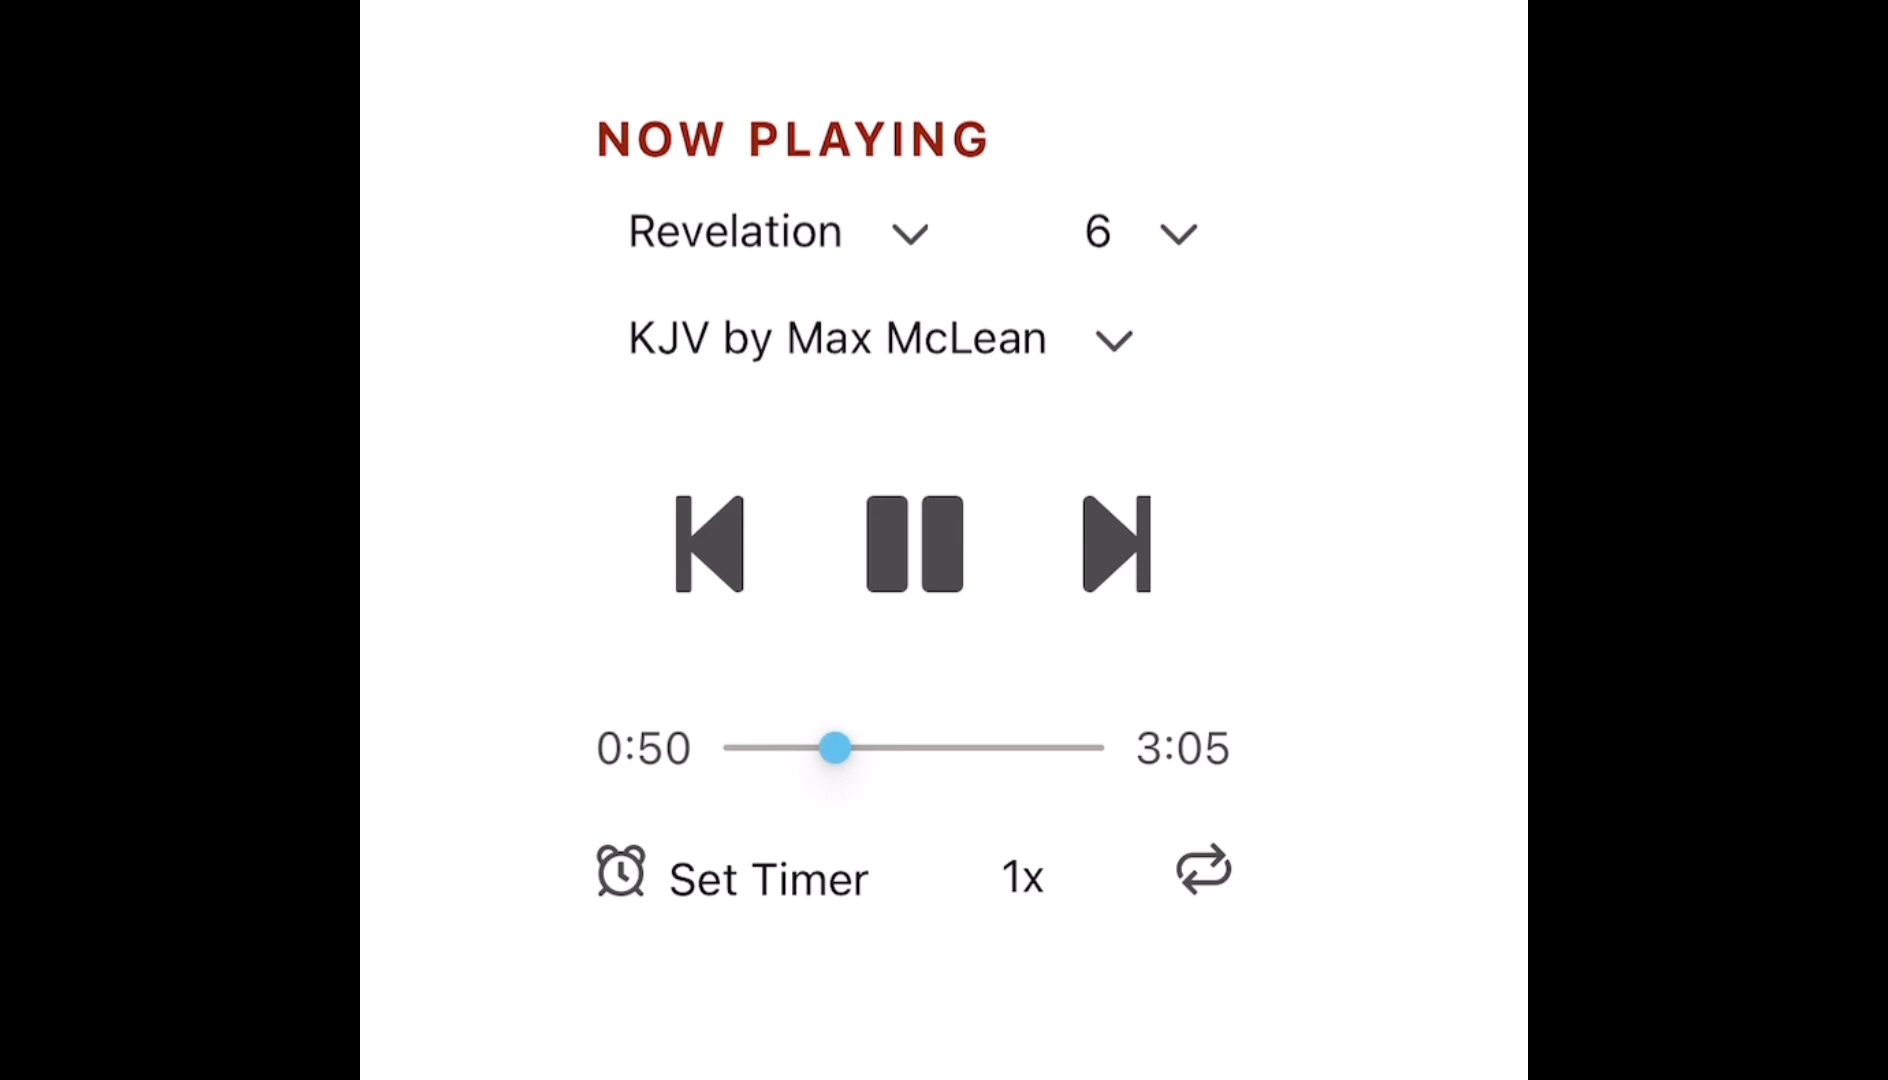 NOW PLAYING
Revelation 6
KJV by Max McLean
0:50 3:05
Set Timer 1x